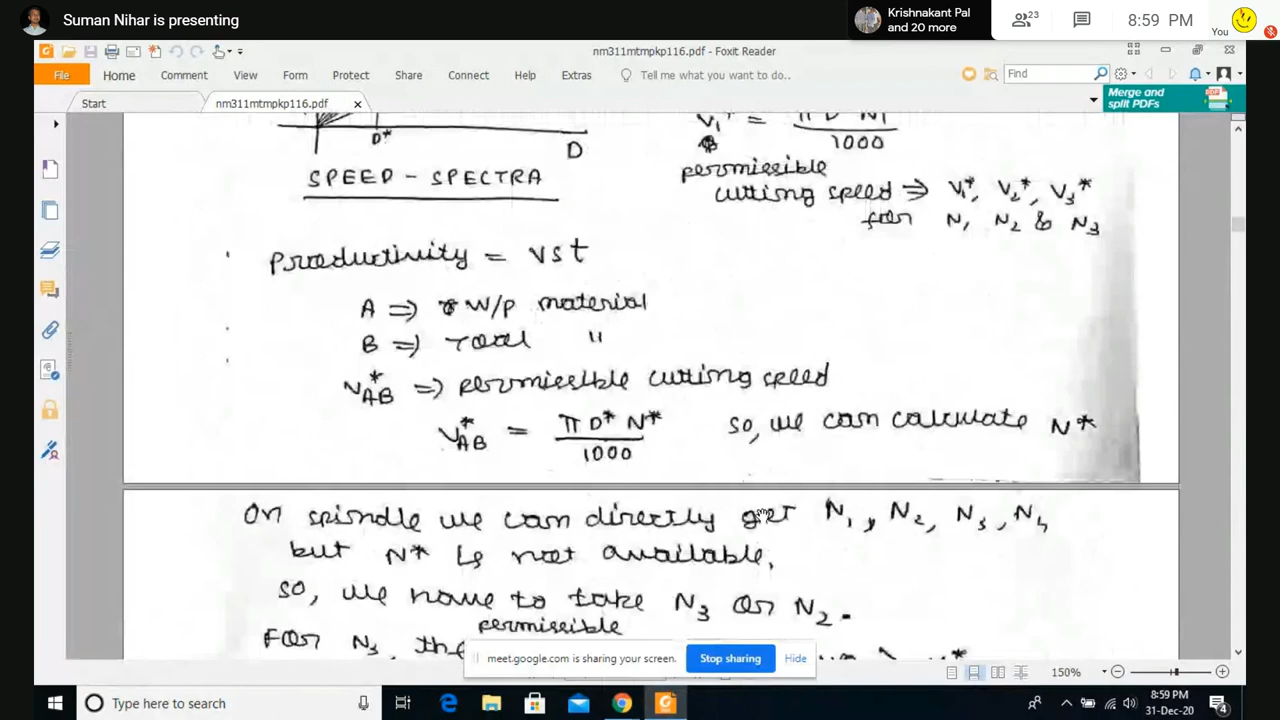 Suman Nihar is presenting
Krishnakant Pal
and 20 more
23
8:59 PM
You
nm311mtmpkp116.pdf - Foxit Reader
File Home Comment View Form Protect Share Connect Help Extras Tell me what you want to do.. Find
Start
nm311mtmpkp116.pdf
Merge and
split PDFs
D*
D
SPEED - SPECTRA
V1* = π D* N1
1000
permissible
cutting speed ⇒ V1*, V2*, V3*
for N1 N2 & N3
Productivity = vst
A ⇒ W/P material
B ⇒ Tool "
VAB* ⇒ permissible cutting speed
VAB* = π D* N* / 1000 so, we can calculate N*
On spindle we can directly get N1, N2, N3, N4
but N* is not available.
so, we have to take N3 or N2.
permissible
For N3, the
meet.google.com is sharing your screen. Stop sharing Hide
150%
Type here to search
8:59 PM
31-Dec-20
4